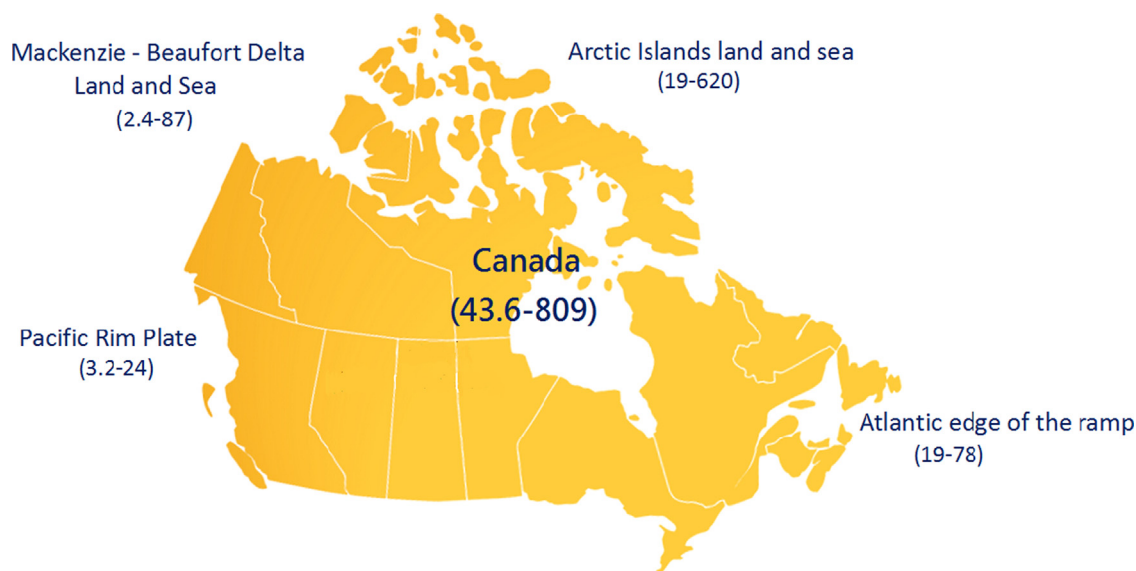 Mackenzie - Beaufort Delta
Land and Sea
(2.4-87)
Arctic Islands land and sea
(19-620)
Canada
(43.6-809)
Pacific Rim Plate
(3.2-24)
Atlantic edge of the ramp
(19-78)